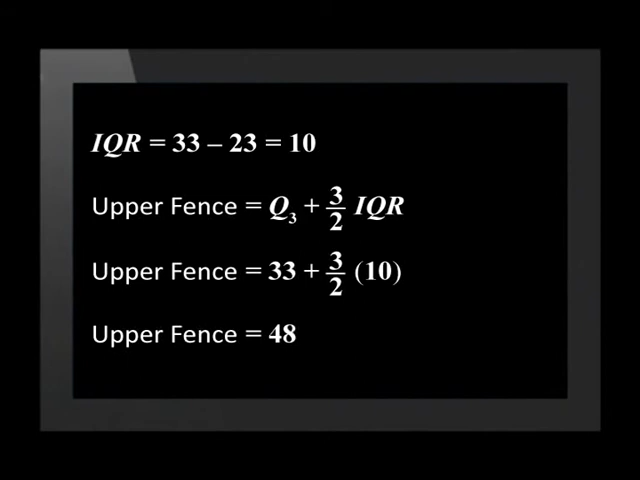 IQR = 33 – 23 = 10
Upper Fence = Q₃ + 3/2 IQR
Upper Fence = 33 + 3/2 (10)
Upper Fence = 48